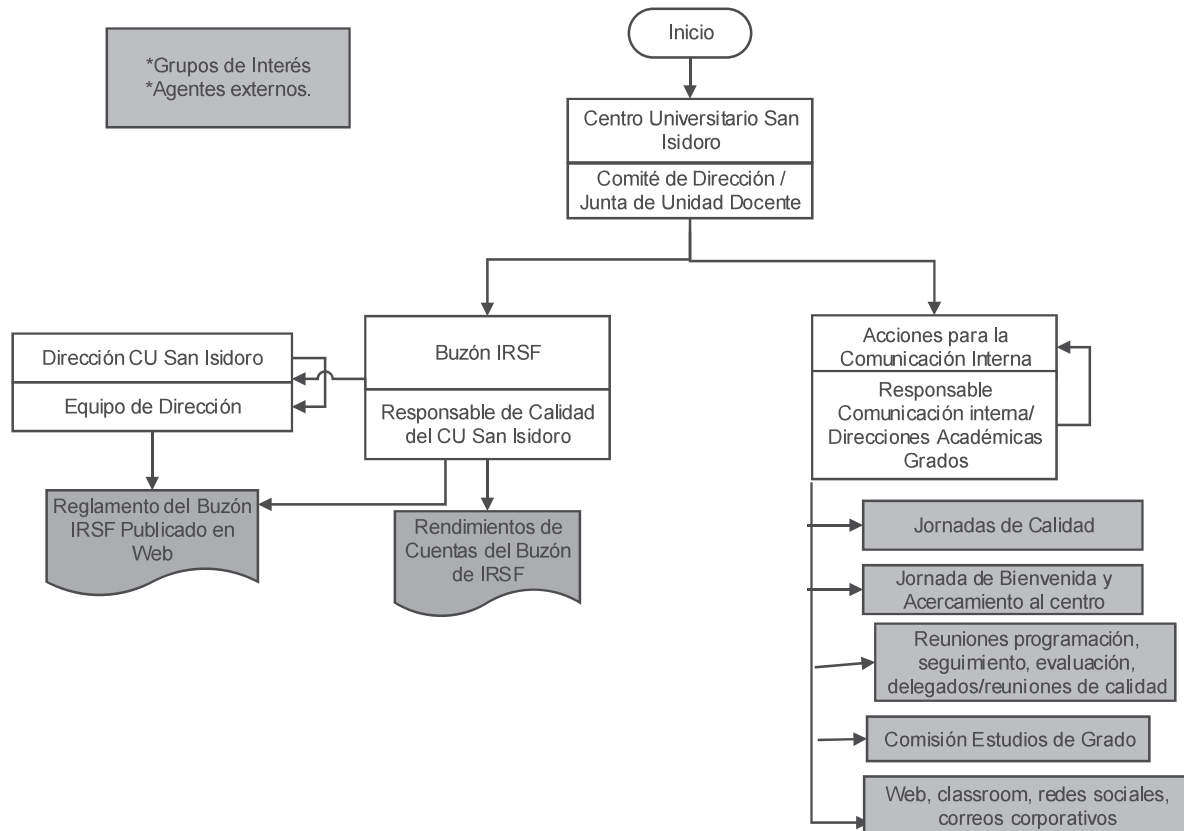 Inicio
*Grupos de Interés
*Agentes externos.
Centro Universitario San
Isidoro
Comité de Dirección /
Junta de Unidad Docente
Dirección CU San Isidoro
Equipo de Dirección
Buzón IRSF
Responsable de Calidad
del CU San Isidoro
Reglamento del Buzón
IRSF Publicado en
Web
Rendimientos de
Cuentas del Buzón
de IRSF
Acciones para la
Comunicación Interna
Responsable
Comunicación interna/
Direcciones Académicas
Grados
Jornadas de Calidad
Jornada de Bienvenida y
Acercamiento al centro
Reuniones programación,
seguimiento, evaluación,
delegados/reuniones de calidad
Comisión Estudios de Grado
Web, classroom, redes sociales,
correos corporativos